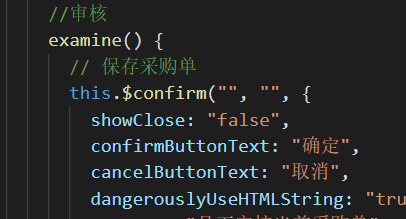 //审核
examine() {
// 保存采购单
this.$confirm("", "", {
showClose: "false",
confirmButtonText: "确定",
cancelButtonText: "取消",
dangerouslyUseHTMLString: "tru